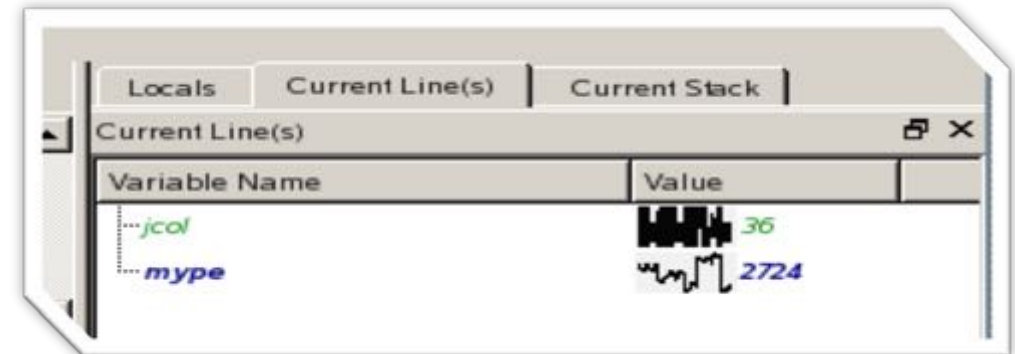 Locals Current Line(s) Current Stack
Current Line(s)
Variable Name Value
jcol 36
mype 2724